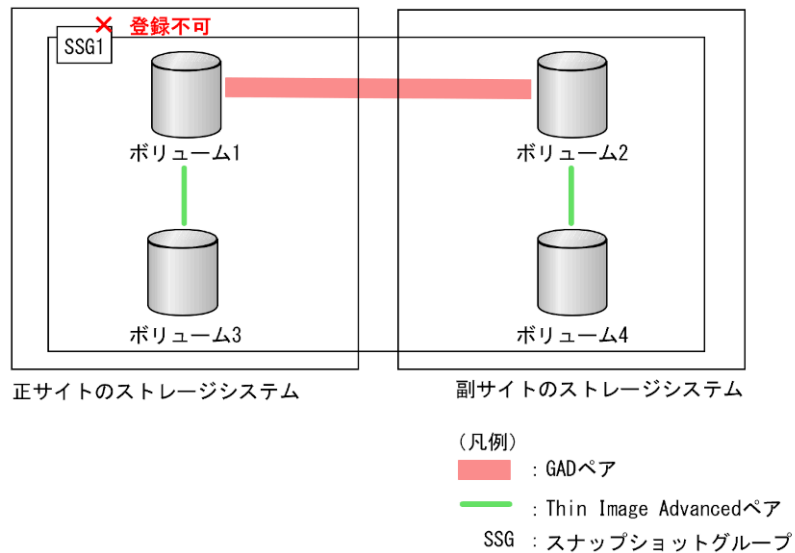 × 登録不可
SSG1
ボリューム1
ボリューム2
ボリューム3
ボリューム4
正サイトのストレージシステム
副サイトのストレージシステム
(凡例)
: GADペア
: Thin Image Advancedペア
SSG : スナップショットグループ